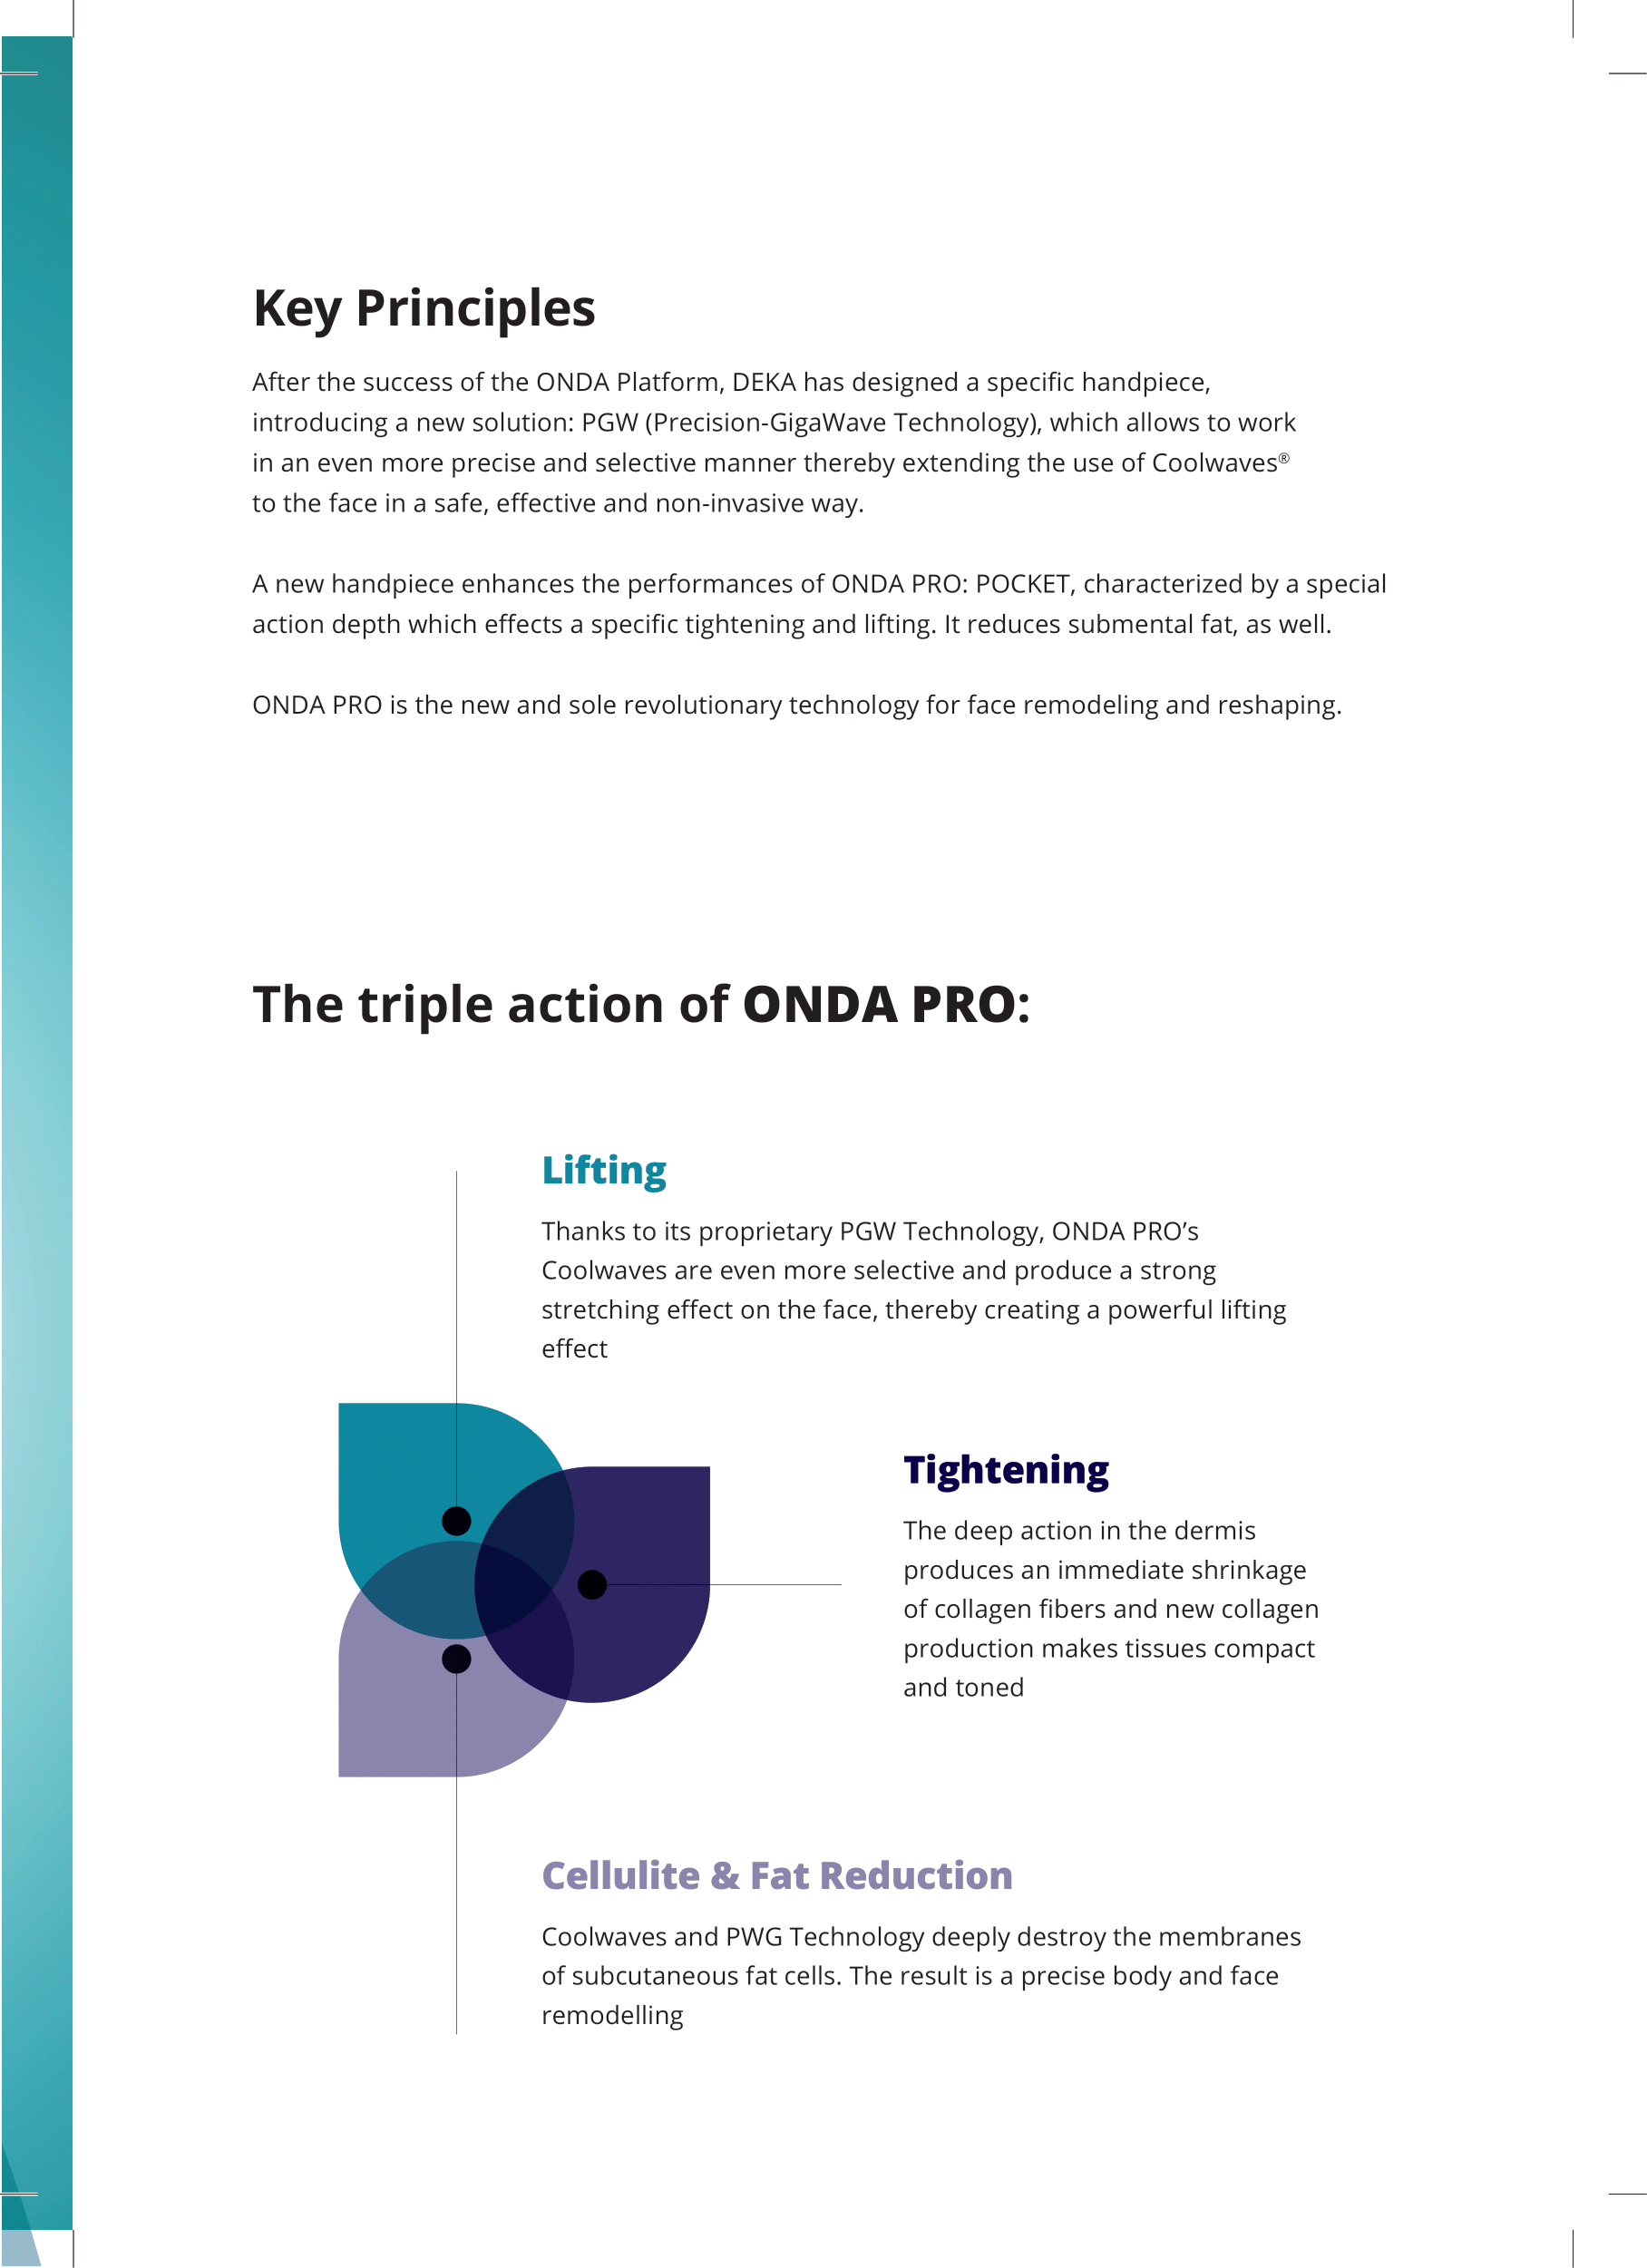 Key Principles
After the success of the ONDA Platform, DEKA has designed a specific handpiece,
introducing a new solution: PGW (Precision-GigaWave Technology), which allows to work
in an even more precise and selective manner thereby extending the use of Coolwaves®
to the face in a safe, effective and non-invasive way.
A new handpiece enhances the performances of ONDA PRO: POCKET, characterized by a special
action depth which effects a specific tightening and lifting. It reduces submental fat, as well.
ONDA PRO is the new and sole revolutionary technology for face remodeling and reshaping.
The triple action of ONDA PRO:
Lifting
Thanks to its proprietary PGW Technology, ONDA PRO’s
Coolwaves are even more selective and produce a strong
stretching effect on the face, thereby creating a powerful lifting
effect
Tightening
The deep action in the dermis
produces an immediate shrinkage
of collagen fibers and new collagen
production makes tissues compact
and toned
Cellulite & Fat Reduction
Coolwaves and PWG Technology deeply destroy the membranes
of subcutaneous fat cells. The result is a precise body and face
remodelling